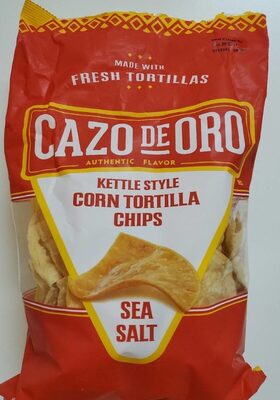 MADE WITH
FRESH TORTILLAS
CAZO DE ORO
AUTHENTIC FLAVOR
KETTLE STYLE
CORN TORTILLA
CHIPS
SEA
SALT